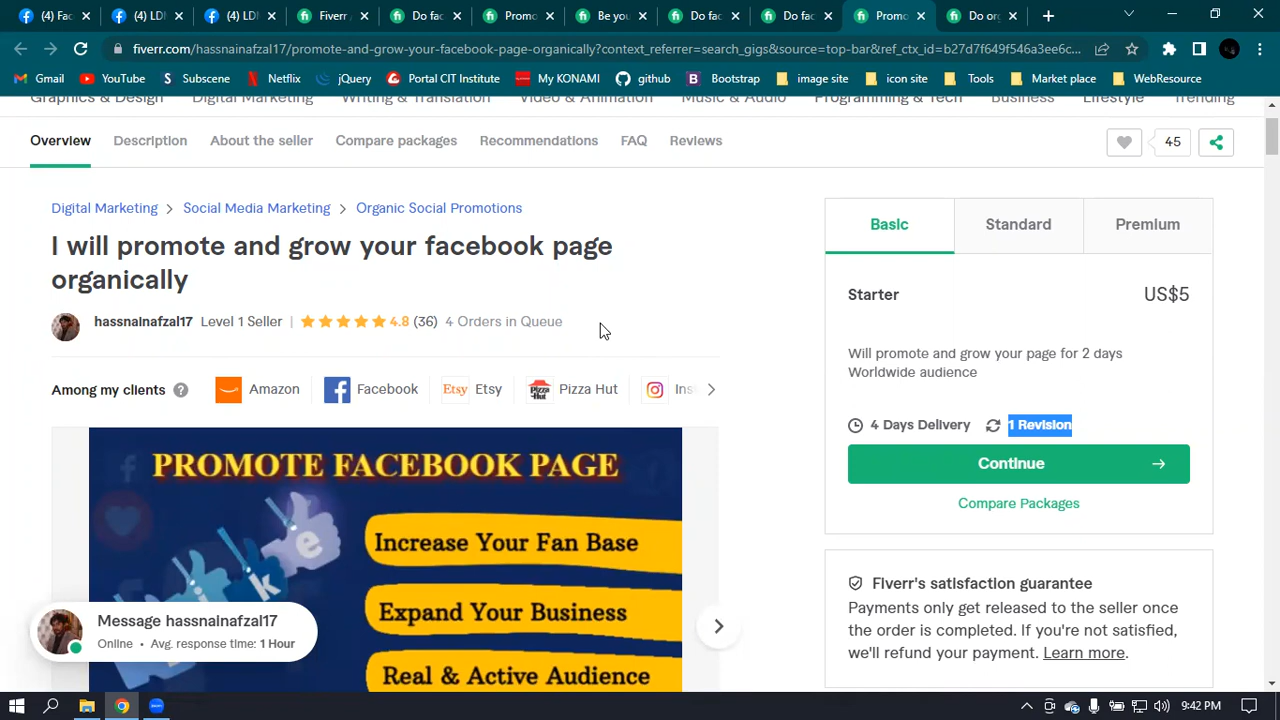 (4) Fac
(4) LDI
(4) LDI
Fiverr
Do fac
Promo
Be you
Do fac
Do fac
Promo
Do org
fiverr.com/hassnainafzal17/promote-and-grow-your-facebook-page-organically?context_referrer=search_gigs&source=top-bar&ref_ctx_id=b27d7f649f546a3ee6c...
Gmail
YouTube
Subscene
Netflix
jQuery
Portal CIT Institute
My KONAMI
github
Bootstrap
image site
icon site
Tools
Market place
WebResource
Graphics & Design
Digital Marketing
Writing & Translation
Video & Animation
Music & Audio
Programming & Tech
Business
Lifestyle
Trending
Overview
Description
About the seller
Compare packages
Recommendations
FAQ
Reviews
45
Digital Marketing > Social Media Marketing > Organic Social Promotions
I will promote and grow your facebook page
organically
hassnainafzal17 Level 1 Seller | 4.8 (36) 4 Orders in Queue
Among my clients ?
Amazon
Facebook
Etsy Etsy
Pizza Hut Pizza Hut
Ins
PROMOTE FACEBOOK PAGE
Increase Your Fan Base
Expand Your Business
Real & Active Audience
e
k
Message hassnainafzal17
Online • Avg. response time: 1 Hour
Basic
Standard
Premium
Starter
US$5
Will promote and grow your page for 2 days
Worldwide audience
4 Days Delivery
1 Revision
Continue
Compare Packages
Fiverr's satisfaction guarantee
Payments only get released to the seller once
the order is completed. If you're not satisfied,
we'll refund your payment. Learn more.
9:42 PM